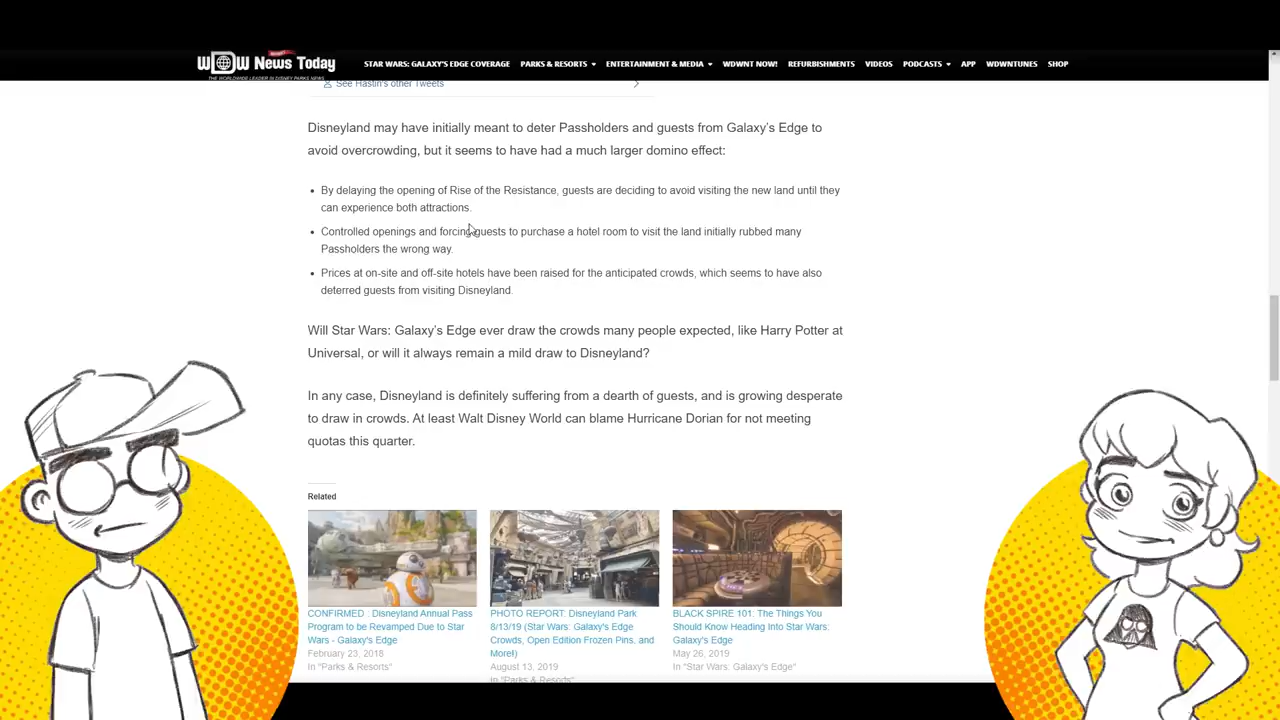 WDW News Today
THE WORLDWIDE LEADER IN DISNEY PARKS NEWS
STAR WARS: GALAXY'S EDGE COVERAGE PARKS & RESORTS ENTERTAINMENT & MEDIA WDWNT NOW! REFURBISHMENTS VIDEOS PODCASTS APP WDWNTUNES SHOP
See Hastin's other Tweets
Disneyland may have initially meant to deter Passholders and guests from Galaxy's Edge to
avoid overcrowding, but it seems to have had a much larger domino effect:
• By delaying the opening of Rise of the Resistance, guests are deciding to avoid visiting the new land until they
can experience both attractions.
• Controlled openings and forcing guests to purchase a hotel room to visit the land initially rubbed many
Passholders the wrong way.
• Prices at on-site and off-site hotels have been raised for the anticipated crowds, which seems to have also
deterred guests from visiting Disneyland.
Will Star Wars: Galaxy's Edge ever draw the crowds many people expected, like Harry Potter at
Universal, or will it always remain a mild draw to Disneyland?
In any case, Disneyland is definitely suffering from a dearth of guests, and is growing desperate
to draw in crowds. At least Walt Disney World can blame Hurricane Dorian for not meeting
quotas this quarter.
Related
CONFIRMED : Disneyland Annual Pass
Program to be Revamped Due to Star
Wars - Galaxy's Edge
February 23, 2018
In "Parks & Resorts"
PHOTO REPORT: Disneyland Park
8/13/19 (Star Wars: Galaxy's Edge
Crowds, Open Edition Frozen Pins, and
More!)
August 13, 2019
In "Parks & Resorts"
BLACK SPIRE 101: The Things You
Should Know Heading Into Star Wars:
Galaxy's Edge
May 26, 2019
In "Star Wars: Galaxy's Edge"